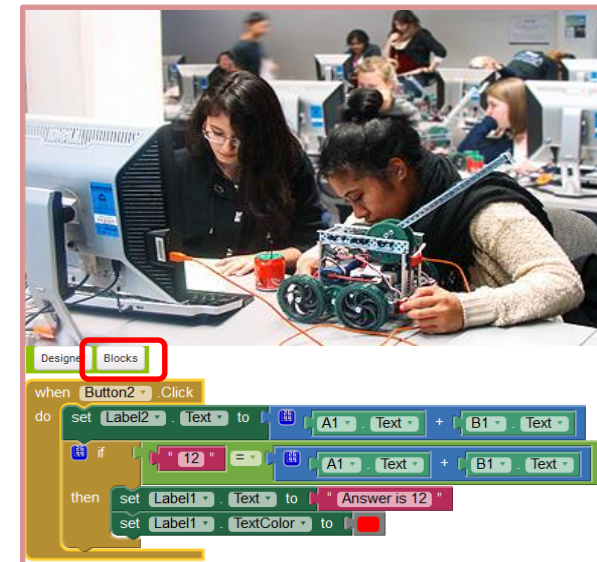 Designer Blocks
when Button2 .Click
do set Label2 . Text to A1 . Text + B1 . Text
if " 12 " = A1 . Text + B1 . Text
then set Label1 . Text to " Answer is 12 "
set Label1 . TextColor to